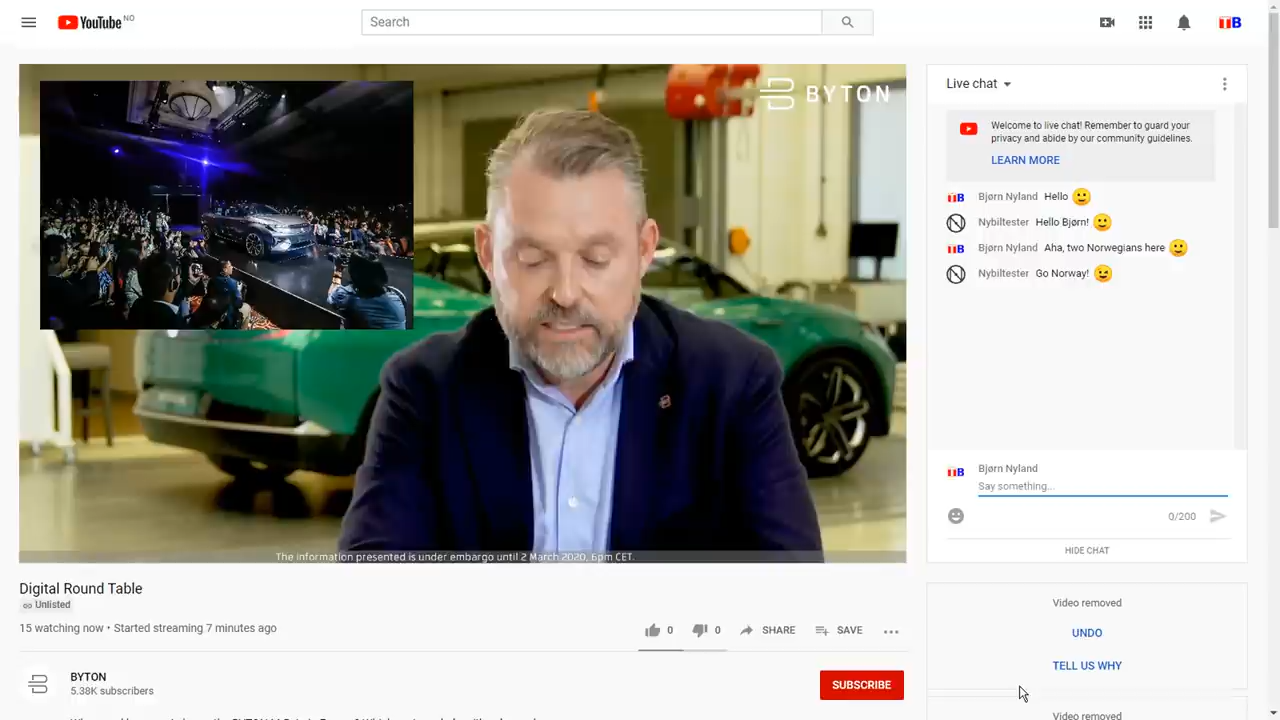 YouTube NO
Search
BYTON
The information presented is under embargo until 2 March 2020, 6pm CET.
Digital Round Table
Unlisted
15 watching now • Started streaming 7 minutes ago
0
0
SHARE
SAVE
BYTON
5.38K subscribers
SUBSCRIBE
Live chat
Welcome to live chat! Remember to guard your
privacy and abide by our community guidelines.
LEARN MORE
Bjørn Nyland Hello 🙂
Nybiltester Hello Bjørn! 🙂
Bjørn Nyland Aha, two Norwegians here 🙂
Nybiltester Go Norway! 😉
Bjørn Nyland
Say something...
0/200
HIDE CHAT
Video removed
UNDO
TELL US WHY
Video removed